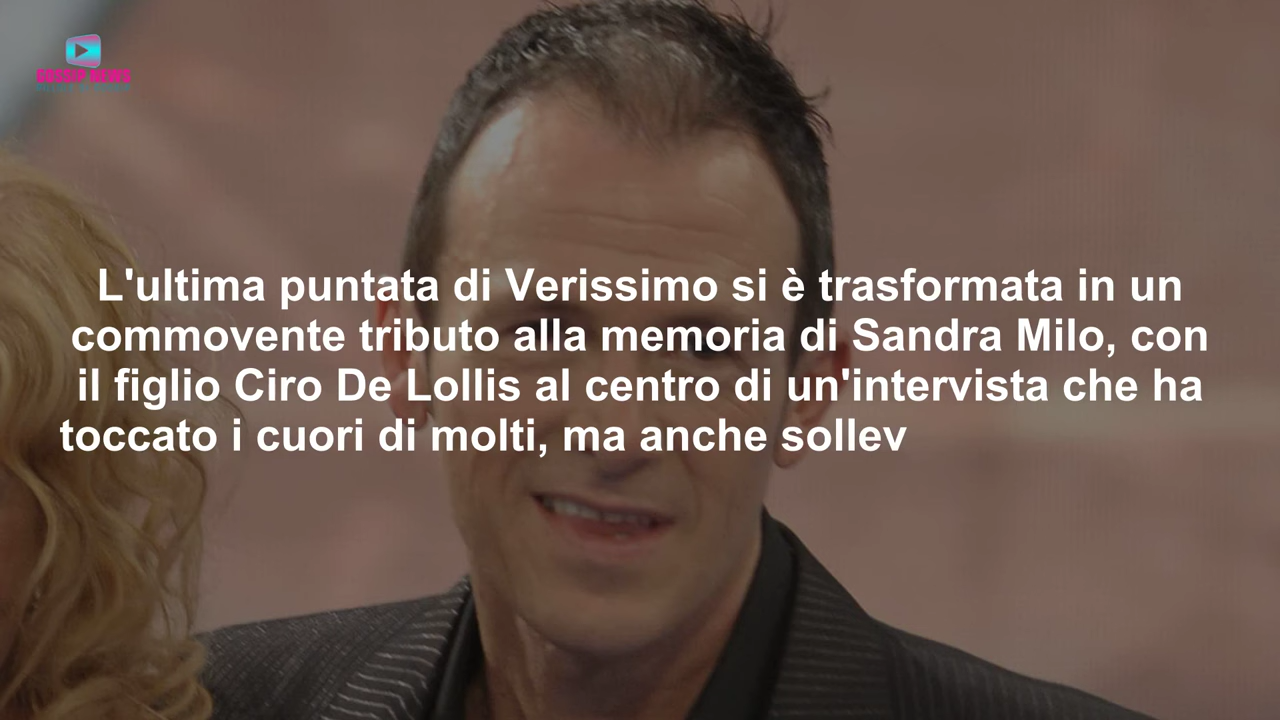 GOSSIP NEWS
L'ultima puntata di Verissimo si è trasformata in un
commovente tributo alla memoria di Sandra Milo, con
il figlio Ciro De Lollis al centro di un'intervista che ha
toccato i cuori di molti, ma anche sollev